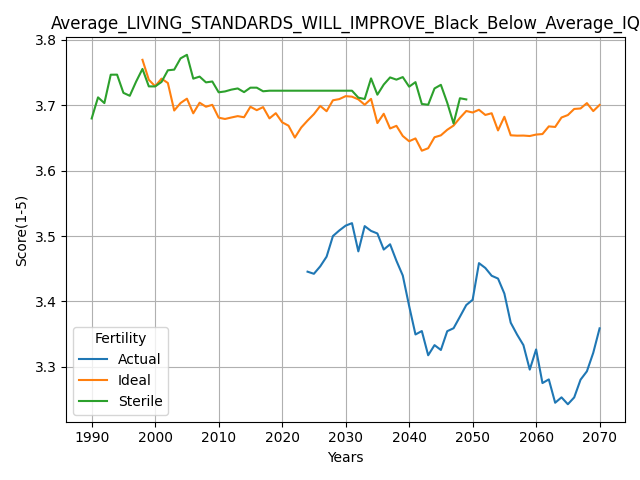 Average_LIVING_STANDARDS_WILL_IMPROVE_Black_Below_Average_IQ
3.8
3.7
3.6
3.5
3.4
3.3
Score(1-5)
Fertility
Actual
Ideal
Sterile
1990 2000 2010 2020 2030 2040 2050 2060 2070
Years